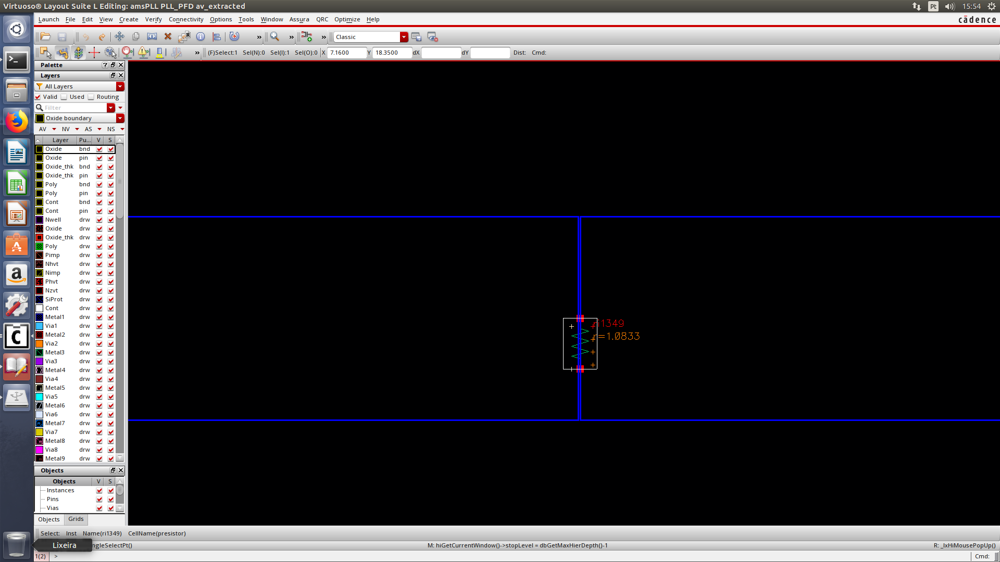 Virtuoso® Layout Suite L Editing: amsPLL PLL_PFD av_extracted
Pt 15:54
Launch File Edit View Create Verify Connectivity Options Tools Window Assura QRC Optimize Help
cādence
» » » Classic
» (F)Select:1 Sel(N):0 Sel(I):1 Sel(O):0 X 7.1600 Y 18.3500 dX dY Dist: Cmd:
Palette
Layers
All Layers
Valid Used Routing
Filter
Oxide boundary
AV NV AS NS
Layer Pu... V S
Oxide bnd
Oxide pin
Oxide_thk bnd
Oxide_thk pin
Poly bnd
Poly pin
Cont bnd
Cont pin
Nwell drw
Oxide drw
Oxide_thk drw
Poly drw
Pimp drw
Nhvt drw
Nimp drw
Phvt drw
Nzvt drw
SiProt drw
Cont drw
Metal1 drw
Via1 drw
Metal2 drw
Via2 drw
Metal3 drw
Via3 drw
Metal4 drw
Via4 drw
Metal5 drw
Via5 drw
Metal6 drw
Via6 drw
Metal7 drw
Via7 drw
Metal8 drw
Via8 drw
Metal9 drw
ri1349
r=1.0833
Objects
Objects V S
Instances
Pins
Vias
Objects Grids
Select: Inst Name(ri1349) CellName(presistor)
Lixeira
ngleSelectPt() M: hiGetCurrentWindow()->stopLevel = dbGetMaxHierDepth()-1 R: _lxHiMousePopUp()
1(2) > Cmd: